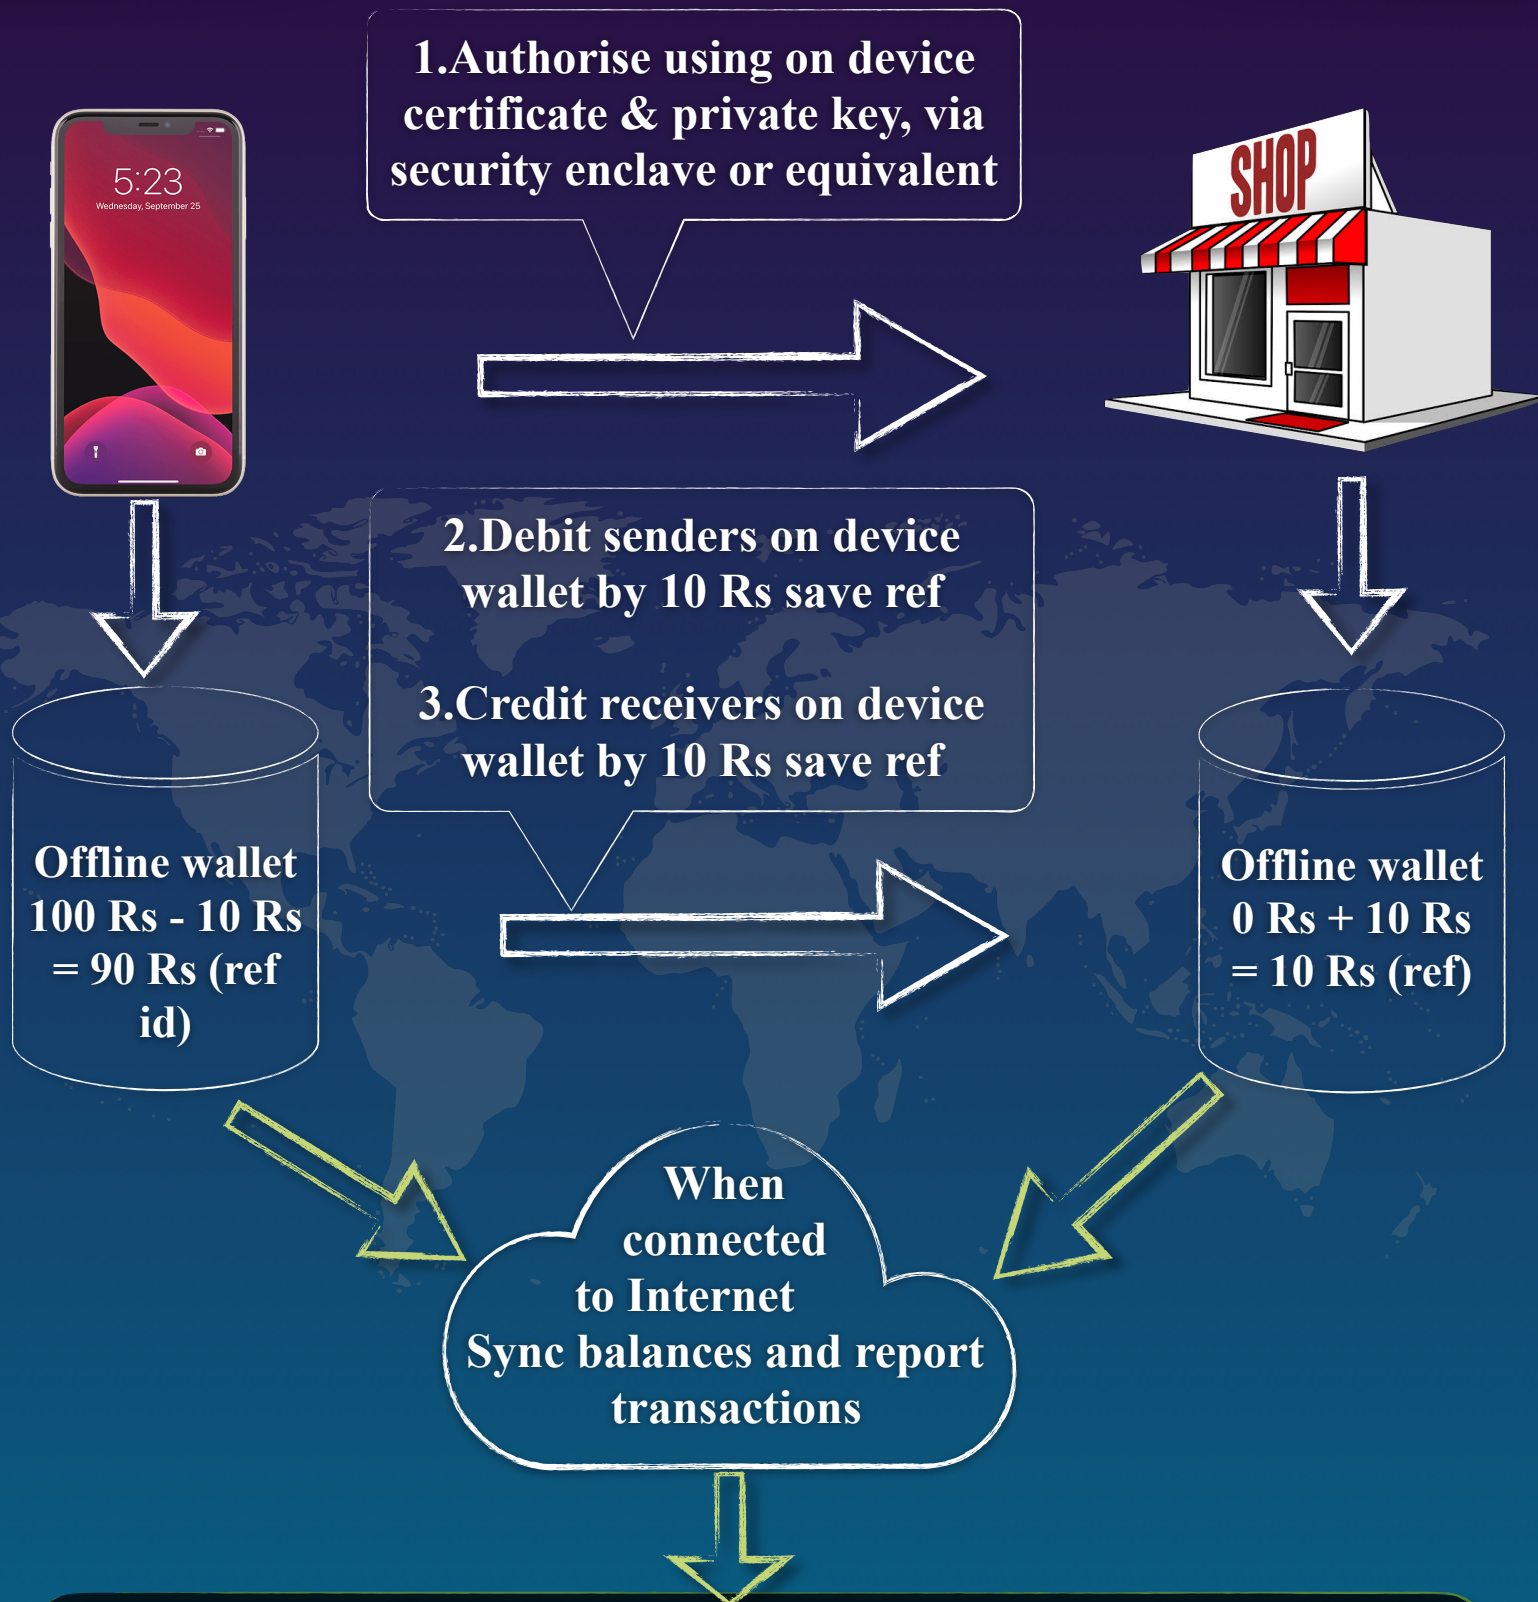 1.Authorise using on device
certificate & private key, via
security enclave or equivalent
5:23
Wednesday, September 25
SHOP
2.Debit senders on device
wallet by 10 Rs save ref
3.Credit receivers on device
wallet by 10 Rs save ref
Offline wallet
100 Rs - 10 Rs
= 90 Rs (ref
id)
Offline wallet
0 Rs + 10 Rs
= 10 Rs (ref)
When
connected
to Internet
Sync balances and report
transactions